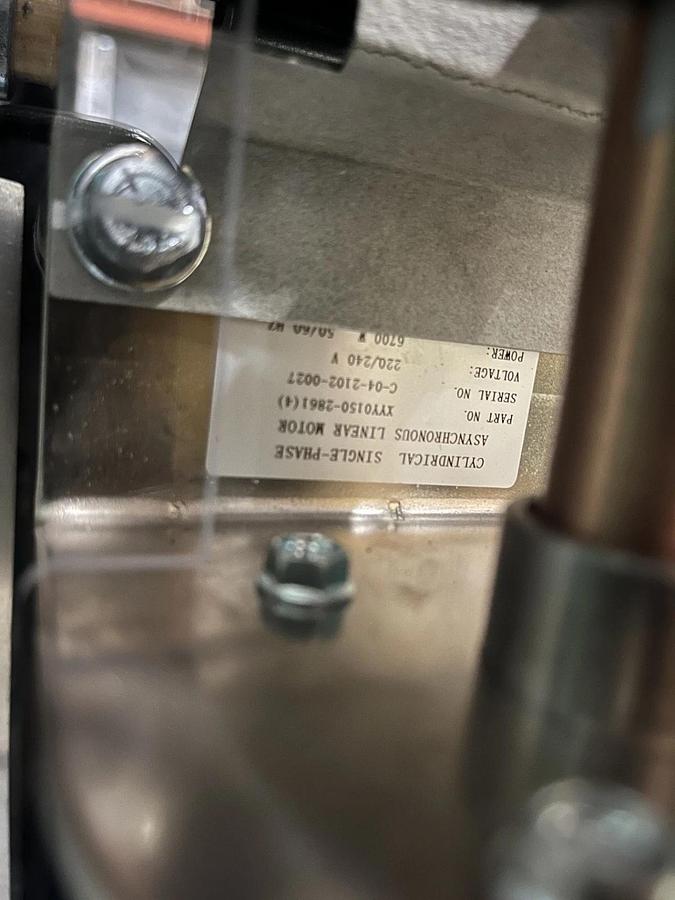 CYLINDRICAL SINGLE-PHASE
ASYNCHRONOUS LINEAR MOTOR
PART NO. XYY0150-2861(4)
SERIAL NO. C-04-2102-0027
VOLTAGE: 220/240 V
POWER: 6700 W 50/60 HZ